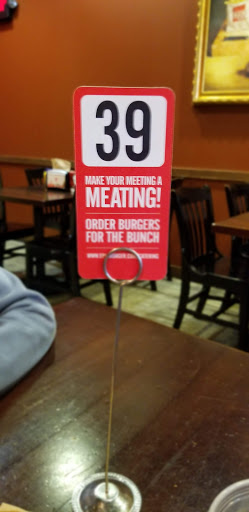 39
MAKE YOUR MEETING A
MEATING!
ORDER BURGERS
FOR THE BUNCH